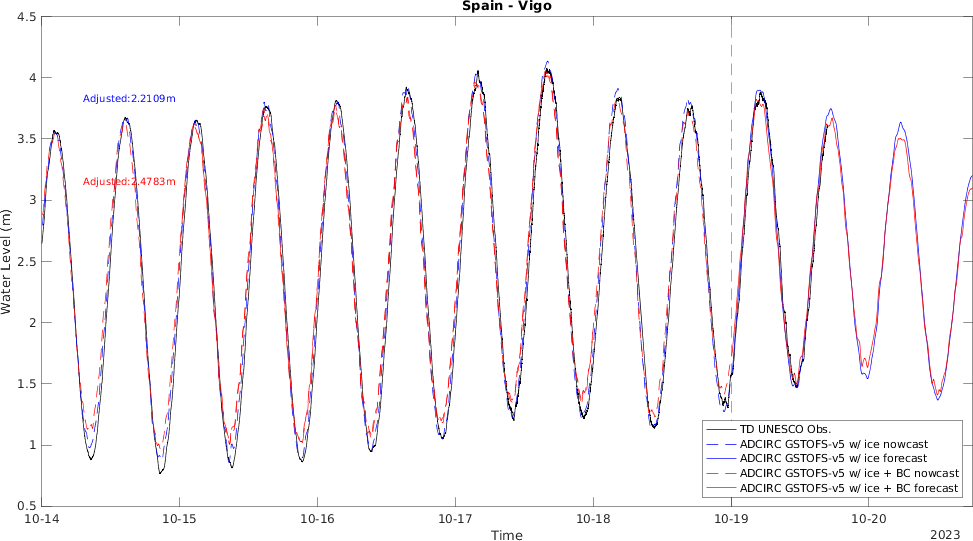 Spain - Vigo
4.5
4
3.5
3
2.5
2
1.5
1
0.5
Water Level (m)
Adjusted:2.2109m
Adjusted:2.4783m
TD UNESCO Obs.
ADCIRC GSTOFS-v5 w/ ice nowcast
ADCIRC GSTOFS-v5 w/ ice forecast
ADCIRC GSTOFS-v5 w/ ice + BC nowcast
ADCIRC GSTOFS-v5 w/ ice + BC forecast
10-14 10-15 10-16 10-17 10-18 10-19 10-20
Time
2023